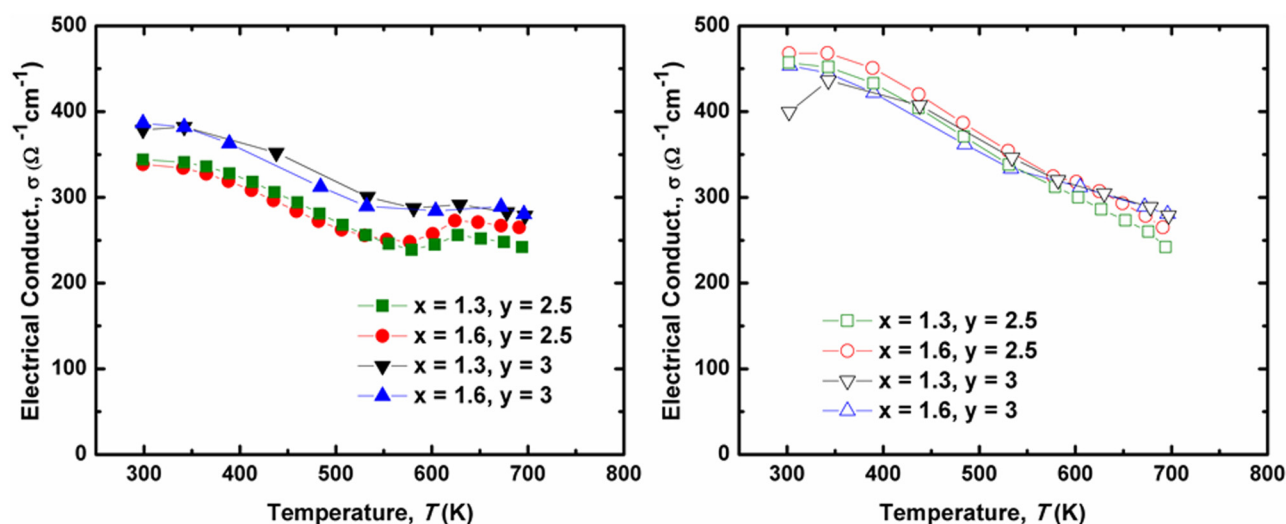 500
400
300
200
100
0
Electrical Conduct., σ (Ω⁻¹cm⁻¹)
x = 1.3, y = 2.5
x = 1.6, y = 2.5
x = 1.3, y = 3
x = 1.6, y = 3
300 400 500 600 700 800
Temperature, T (K)
500
400
300
200
100
0
Electrical Conduct., σ (Ω⁻¹cm⁻¹)
x = 1.3, y = 2.5
x = 1.6, y = 2.5
x = 1.3, y = 3
x = 1.6, y = 3
300 400 500 600 700 800
Temperature, T (K)